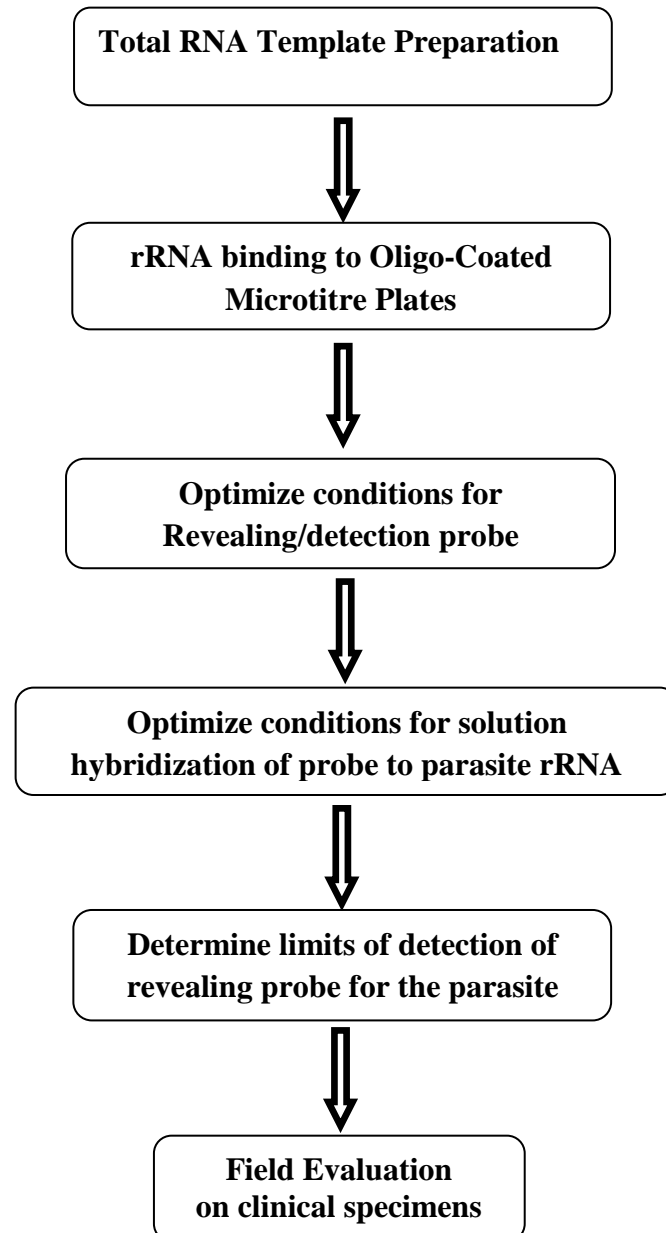 Total RNA Template Preparation
rRNA binding to Oligo-Coated
Microtitre Plates
Optimize conditions for
Revealing/detection probe
Optimize conditions for solution
hybridization of probe to parasite rRNA
Determine limits of detection of
revealing probe for the parasite
Field Evaluation
on clinical specimens